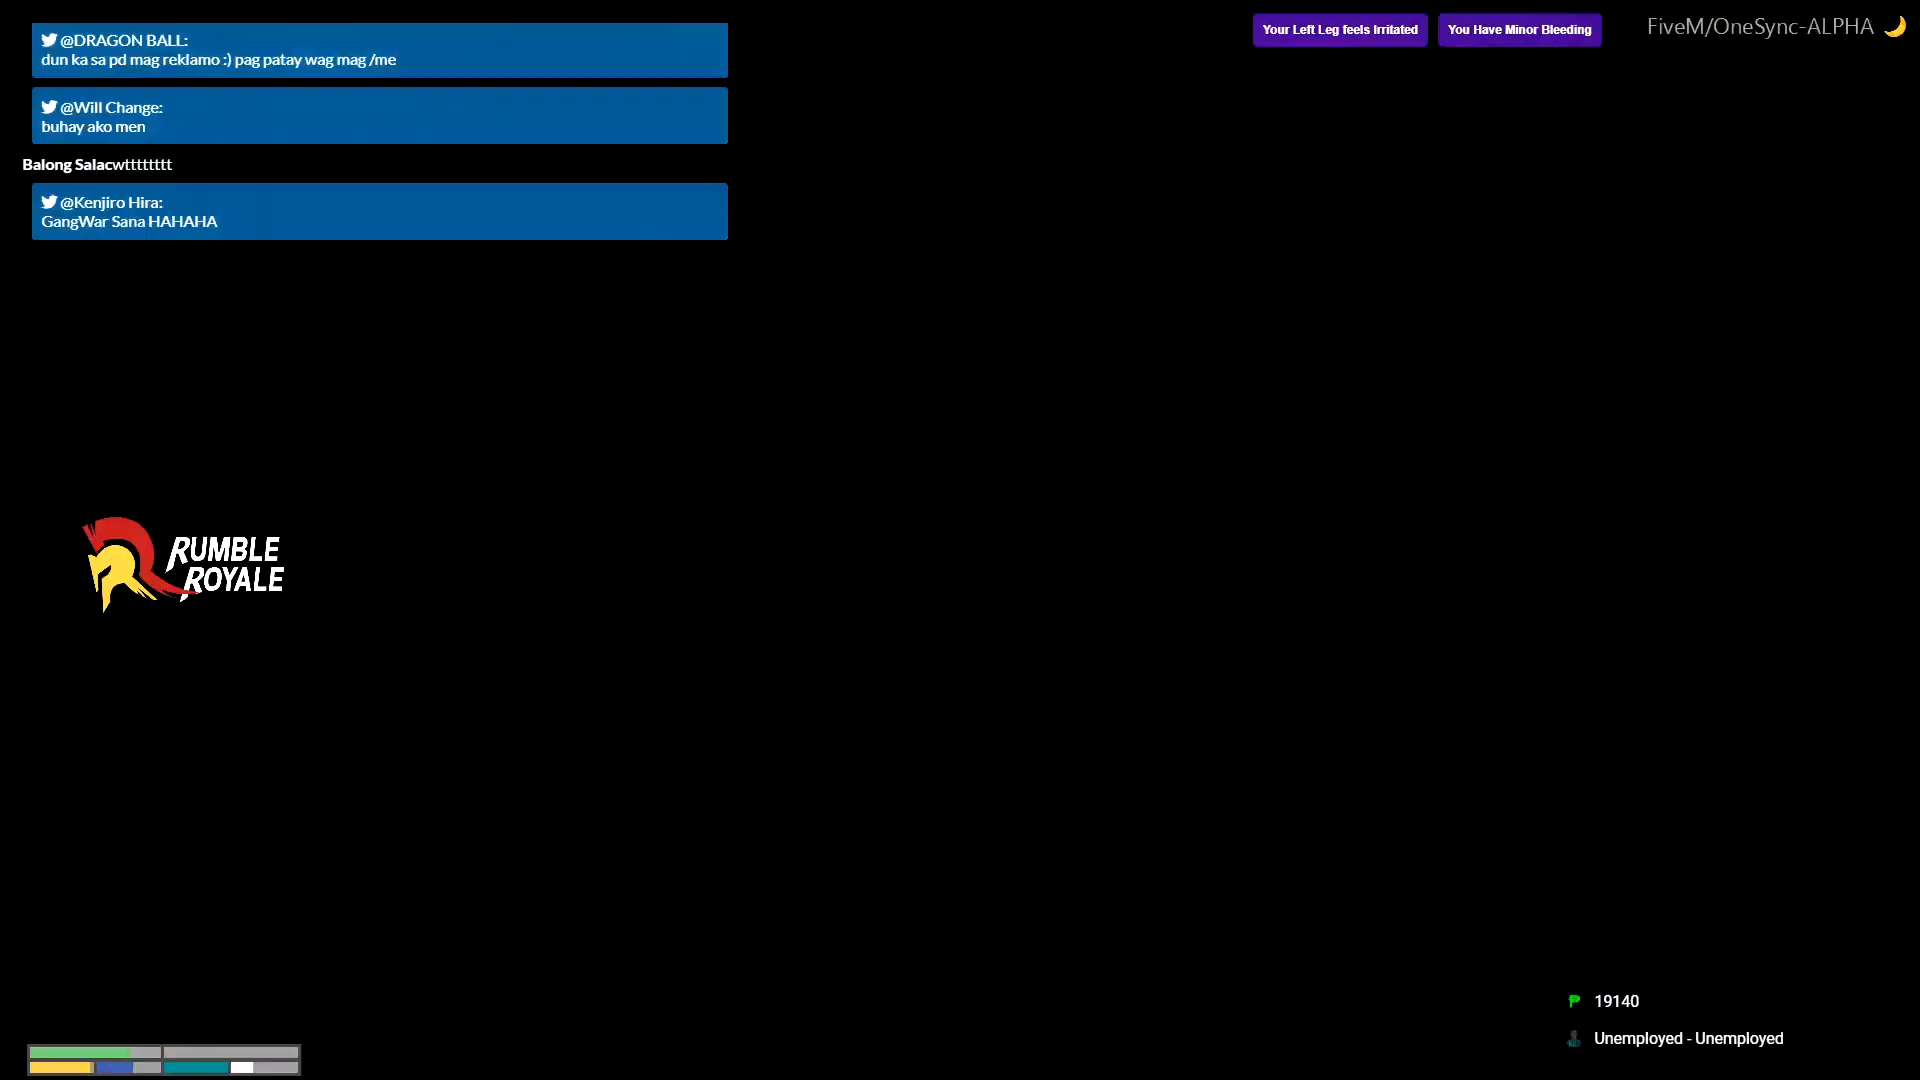 @DRAGON BALL:
dun ka sa pd mag reklamo :) pag patay wag mag /me
@Will Change:
buhay ako men
Balong Salacwtttttttt
@Kenjiro Hira:
GangWar Sana HAHAHA
Your Left Leg feels Irritated
You Have Minor Bleeding
FiveM/OneSync-ALPHA 🌙
RUMBLE
ROYALE
19140
Unemployed - Unemployed